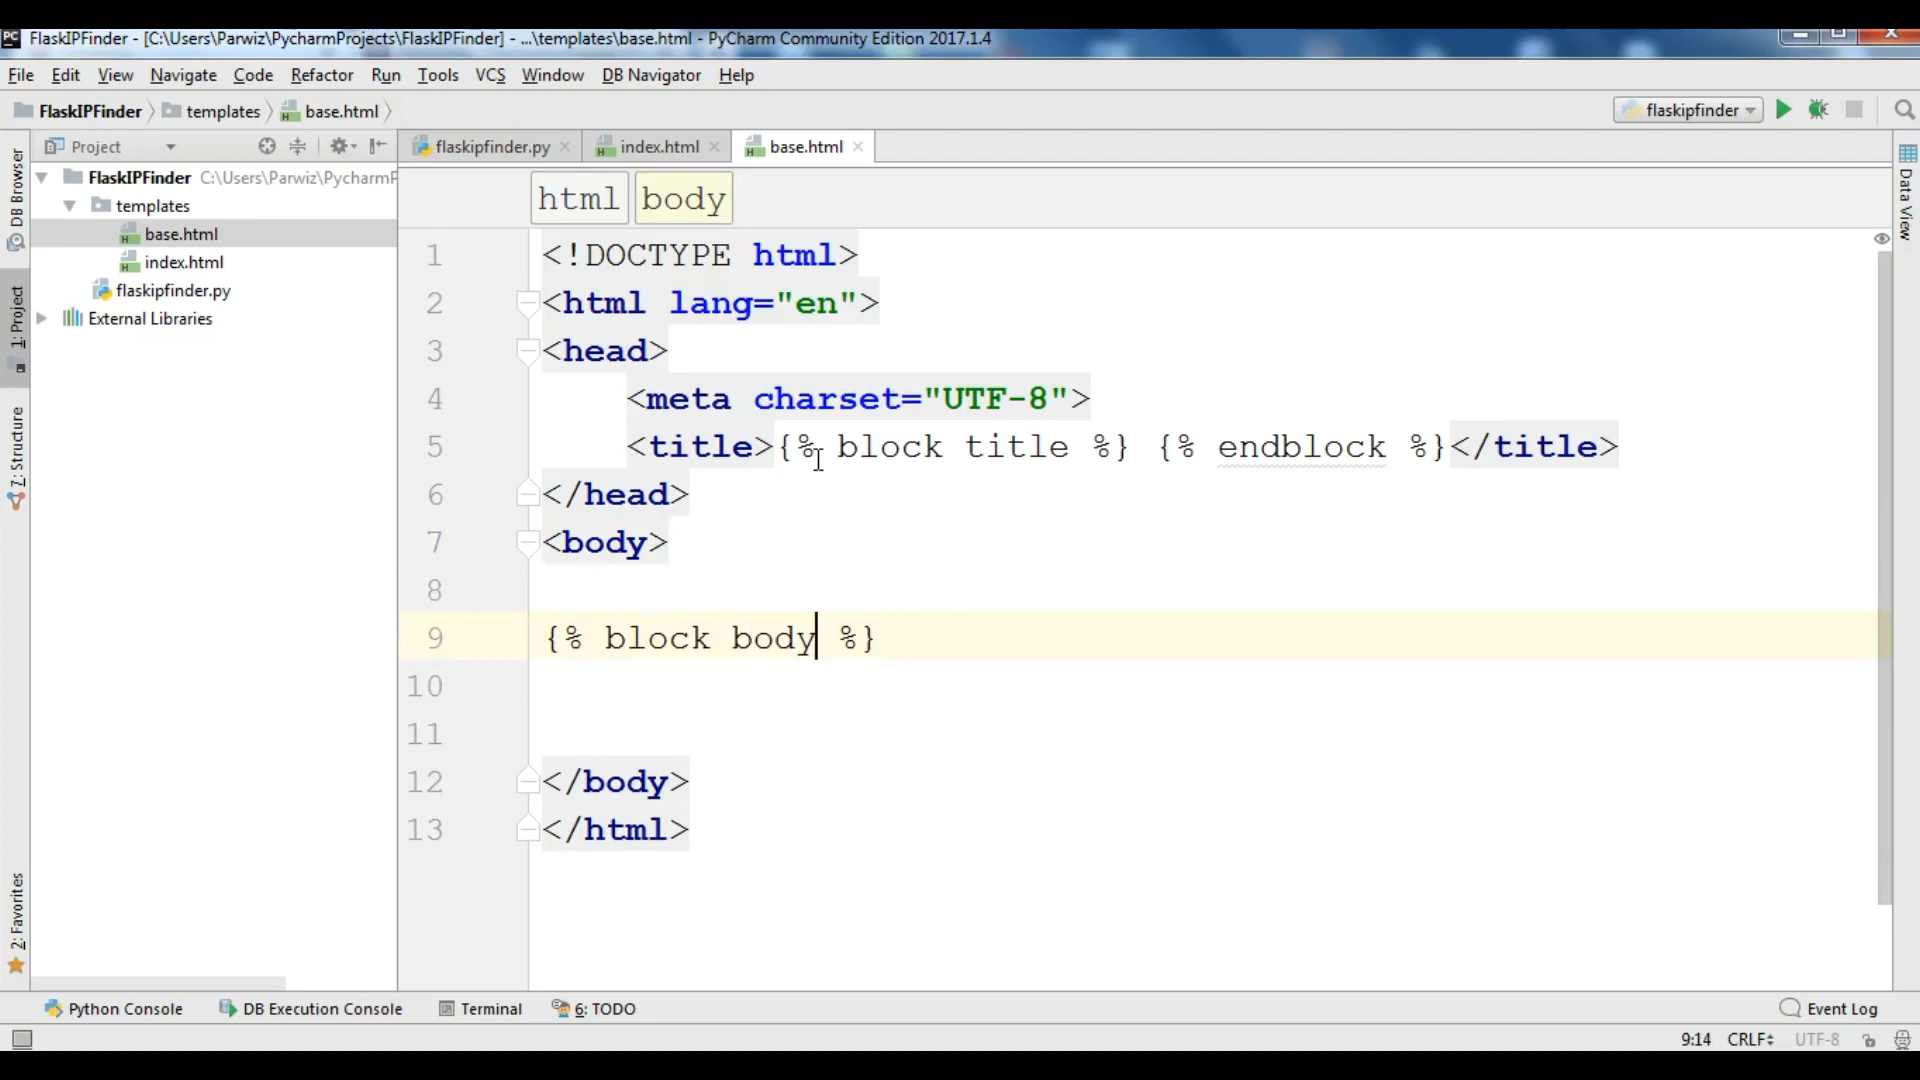 FlaskIPFinder - [C:\Users\Parwiz\PycharmProjects\FlaskIPFinder] - ...\templates\base.html - PyCharm Community Edition 2017.1.4
File Edit View Navigate Code Refactor Run Tools VCS Window DB Navigator Help
FlaskIPFinder templates base.html flaskipfinder
Project
flaskipfinder.py index.html base.html
FlaskIPFinder C:\Users\Parwiz\PycharmP
templates
base.html
index.html
flaskipfinder.py
External Libraries
DB Browser
1: Project
7: Structure
2: Favorites
Data View
html body
1 <!DOCTYPE html>
2 <html lang="en">
3 <head>
4 <meta charset="UTF-8">
5 <title>{% block title %} {% endblock %}</title>
6 </head>
7 <body>
8
9 {% block body %}
10
11
12 </body>
13 </html>
Python Console DB Execution Console Terminal 6: TODO Event Log
9:14 CRLF UTF-8